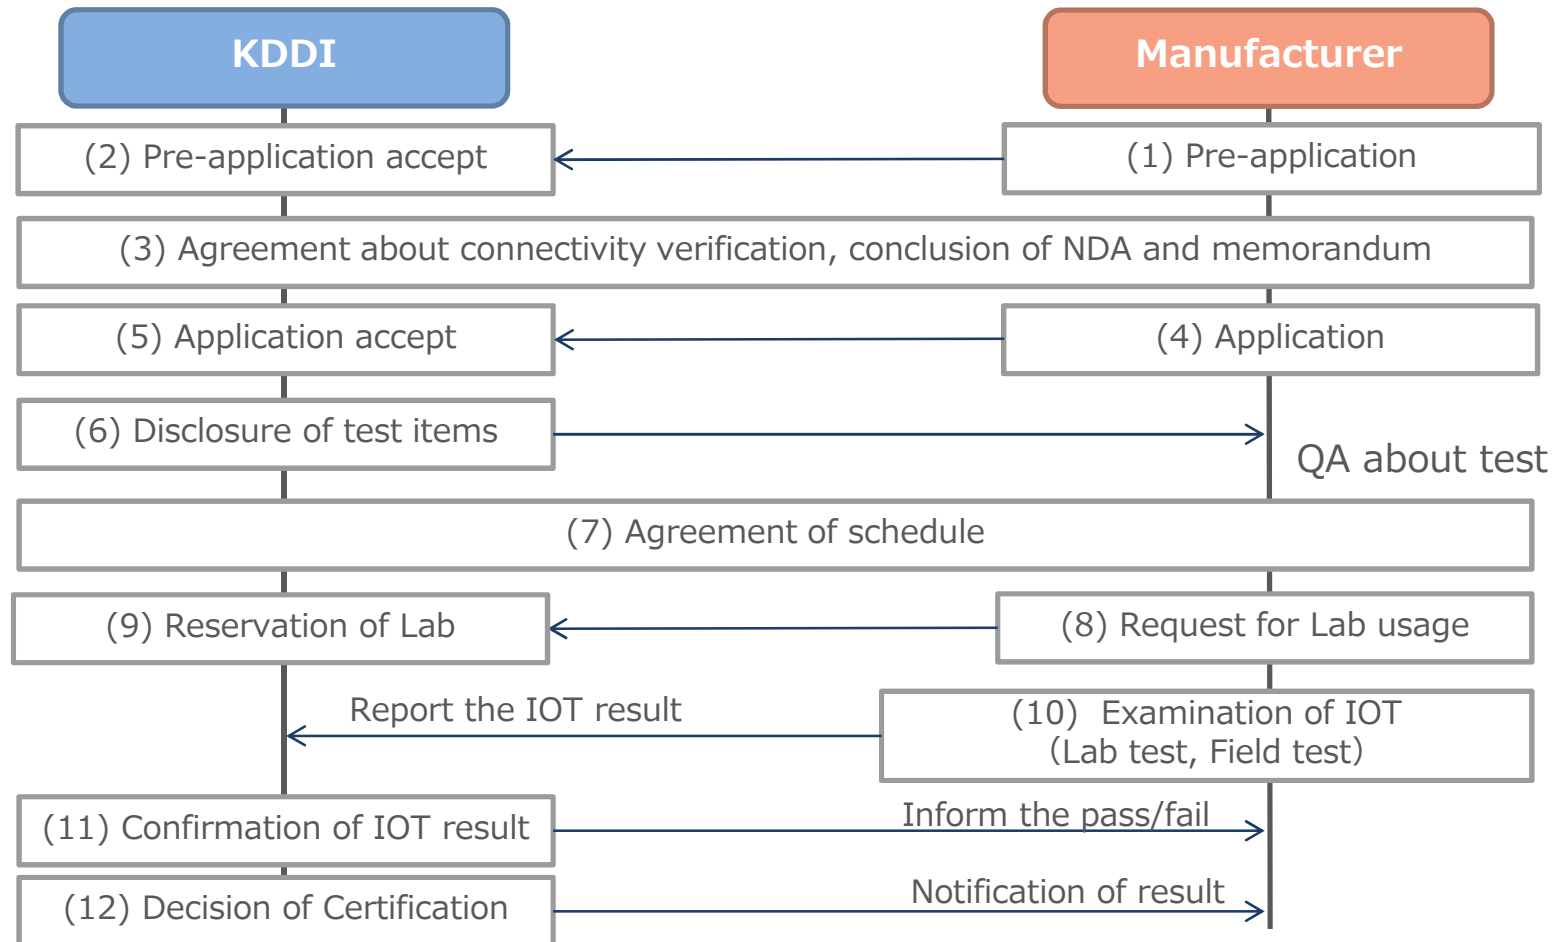 KDDI
Manufacturer
(2) Pre-application accept
(1) Pre-application
(3) Agreement about connectivity verification, conclusion of NDA and memorandum
(5) Application accept
(4) Application
(6) Disclosure of test items
QA about test
(7) Agreement of schedule
(9) Reservation of Lab
(8) Request for Lab usage
Report the IOT result
(10) Examination of IOT
（Lab test, Field test）
(11) Confirmation of IOT result
Inform the pass/fail
(12) Decision of Certification
Notification of result